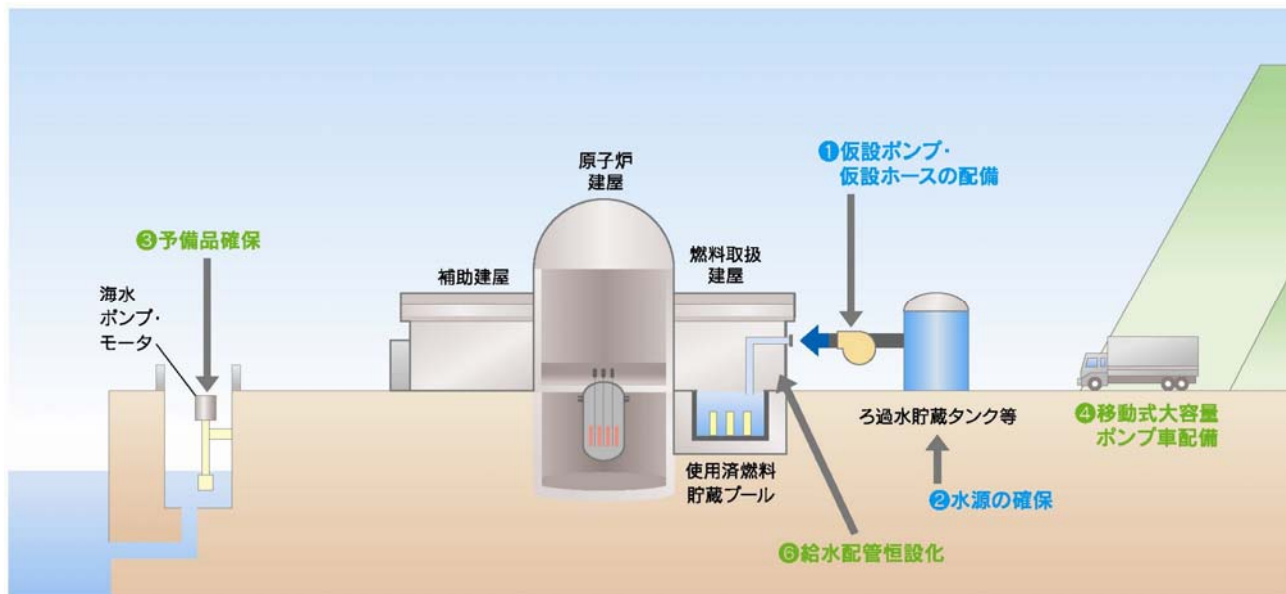 ❶仮設ポンプ・
仮設ホースの配備
原子炉
建屋
❸予備品確保
補助建屋
燃料取扱
建屋
海水
ポンプ・
モータ
ろ過水貯蔵タンク等
❹移動式大容量
ポンプ車配備
使用済燃料
貯蔵プール
❷水源の確保
❻給水配管恒設化